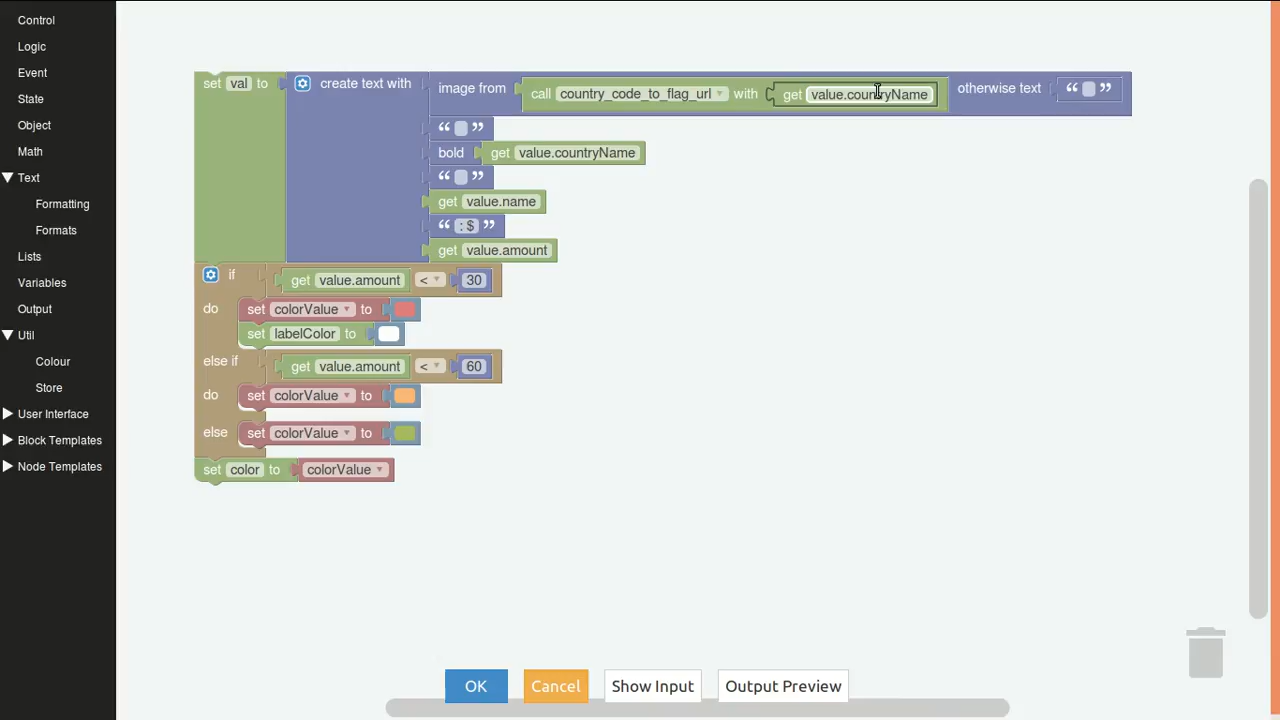 Control
Logic
Event
State
Object
Math
Text
Formatting
Formats
Lists
Variables
Output
Util
Colour
Store
User Interface
Block Templates
Node Templates
set val to create text with image from call country_code_to_flag_url with get value.countryName otherwise text “ ”
“ ”
bold get value.countryName
“ ”
get value.name
“ : $ ”
get value.amount
if get value.amount < 30
do set colorValue to
set labelColor to
else if get value.amount < 60
do set colorValue to
else set colorValue to
set color to colorValue
OK Cancel Show Input Output Preview